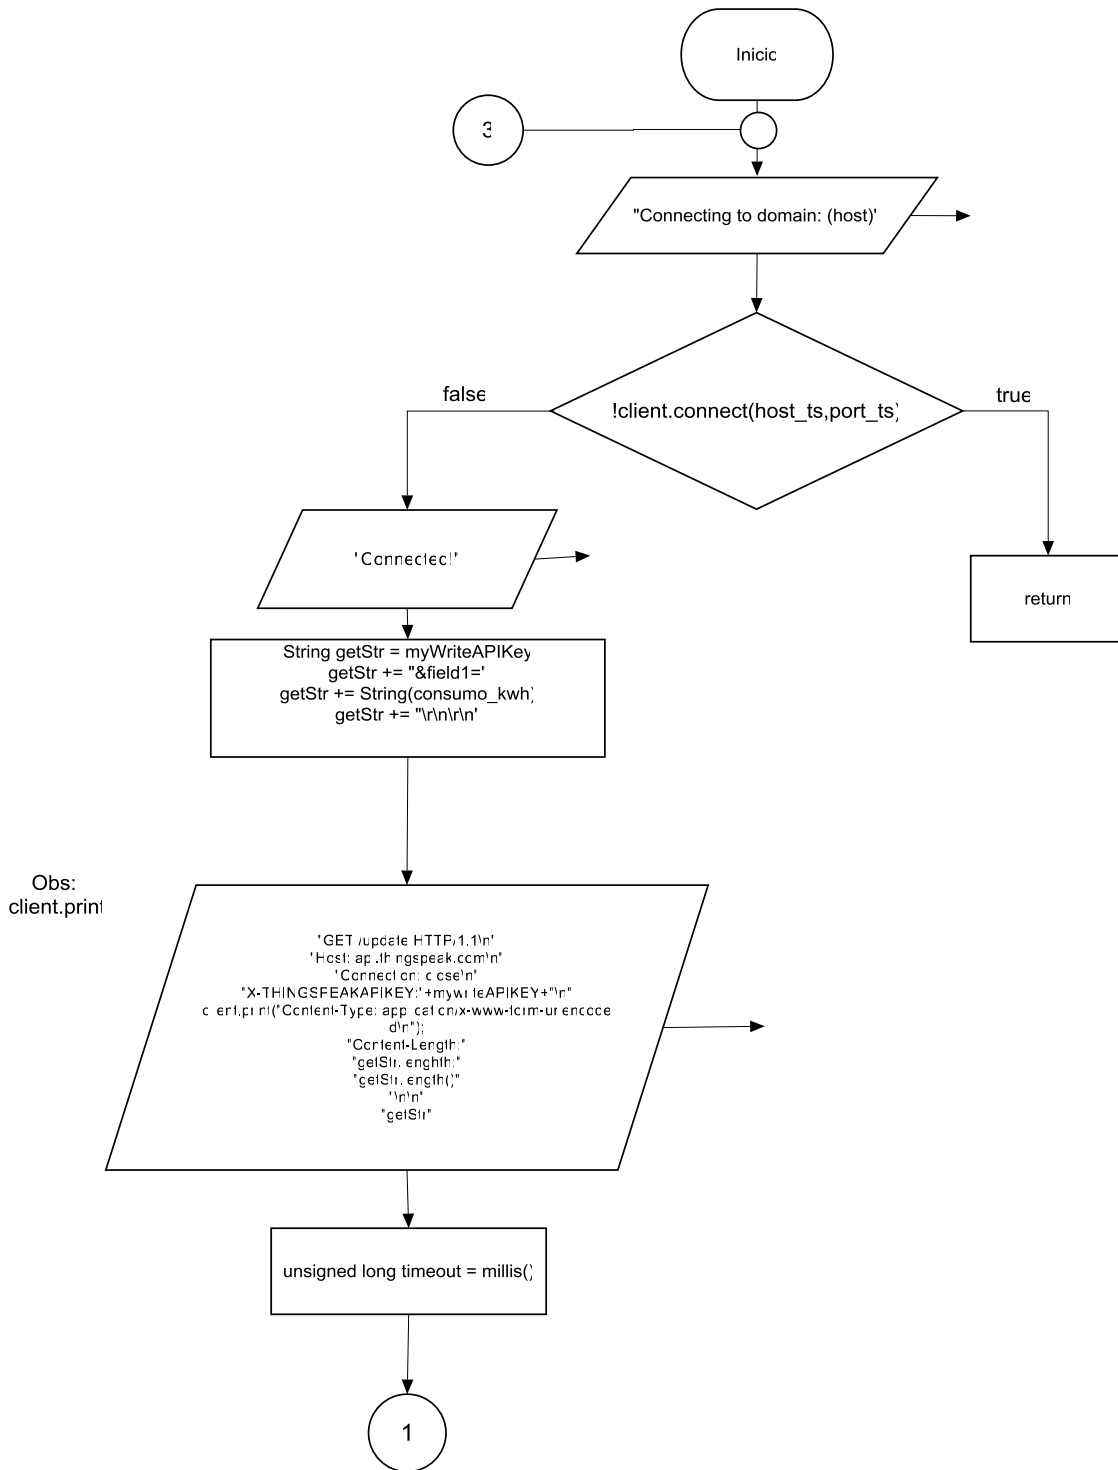 Inicio
3
"Connecting to domain: (host)"
false
true
!client.connect(host_ts,port_ts)
"Connected!"
return
String getStr = myWriteAPIKey
getStr += "&field1="
getStr += String(consumo_kwh)
getStr += "\r\n\r\n"
Obs:
client.print
"GET /update HTTP/1.1\n"
"Host: api.thingspeak.com\n"
"Connection: close\n"
"X-THINGSPEAKAPIKEY:"+mywriteAPIKEY+"\n"
client.print("Content-Type: application/x-www-form-urlencode
d\n");
"Content-Length:"
"getStr.lenghth:"
"getStr.length()"
"\n\n"
"getStr"
unsigned long timeout = millis()
1